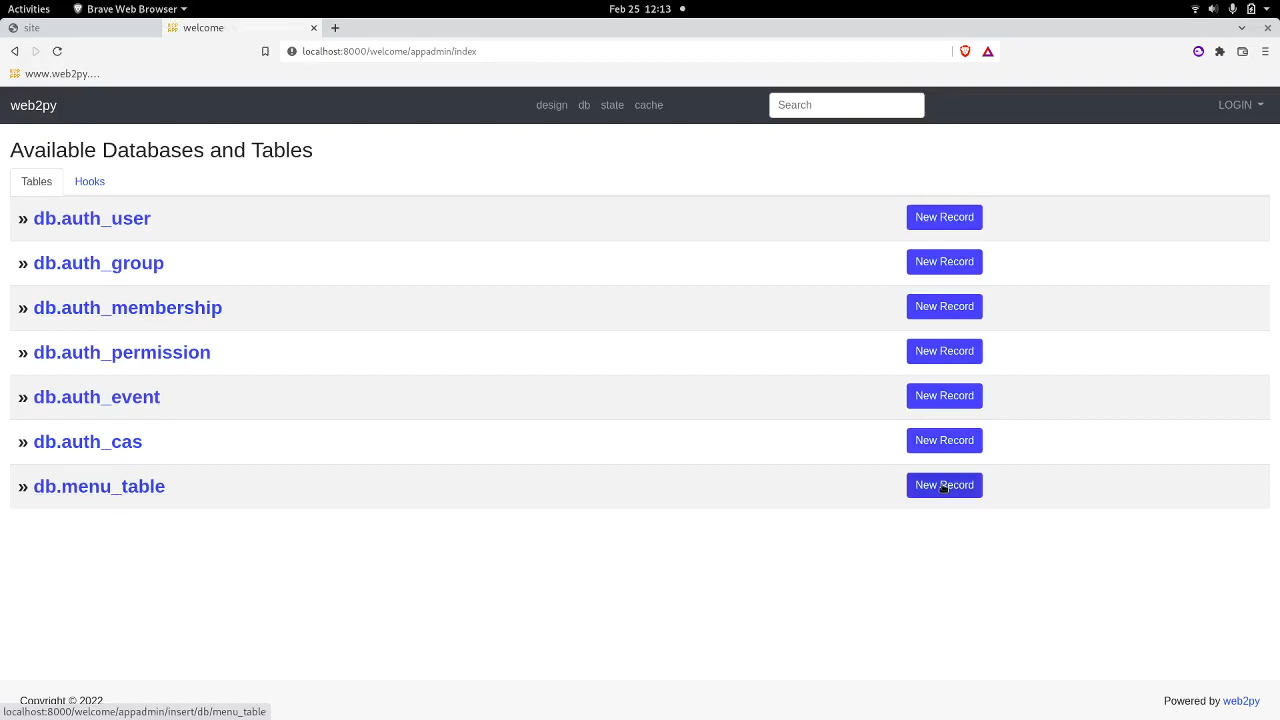 Activities
Brave Web Browser
Feb 25 12:13
site
welcome
localhost:8000/welcome/appadmin/index
www.web2py....
web2py
design db state cache
Search
LOGIN
Available Databases and Tables
Tables
Hooks
» db.auth_user
New Record
» db.auth_group
New Record
» db.auth_membership
New Record
» db.auth_permission
New Record
» db.auth_event
New Record
» db.auth_cas
New Record
» db.menu_table
New Record
Copyright © 2022
Powered by web2py
localhost:8000/welcome/appadmin/insert/db/menu_table